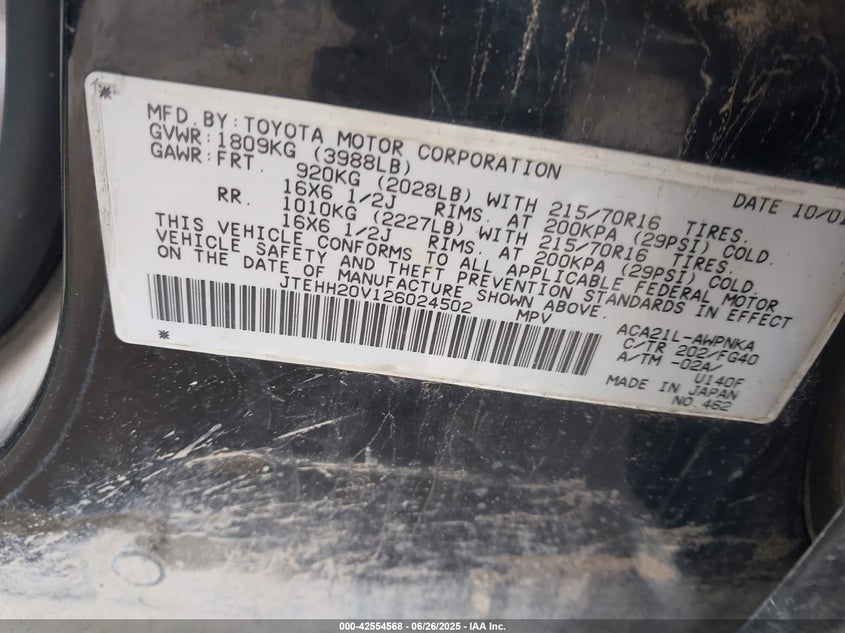 MFD.BY:TOYOTA MOTOR CORPORATION DATE 10/01
GVWR:1809KG (3988LB)
GAWR:FRT. 920KG (2028LB) WITH 215/70R16 TIRES.
16X6 1/2J RIMS. AT 200KPA (29PSI) COLD.
RR. 1010KG (2227LB) WITH 215/70R16 TIRES.
16X6 1/2J RIMS. AT 200KPA (29PSI) COLD.
THIS VEHICLE CONFORMS TO ALL APPLICABLE FEDERAL MOTOR
VEHICLE SAFETY AND THEFT PREVENTION STANDARDS IN EFFECT
ON THE DATE OF MANUFACTURE SHOWN ABOVE.
JTEHH20V126024502 MPV
ACA21L-AWPNKA
C/TR 202/FG40
A/TM -02A/ U140F
MADE IN JAPAN
NO.462
000-42554568 - 06/26/2025 - IAA Inc.